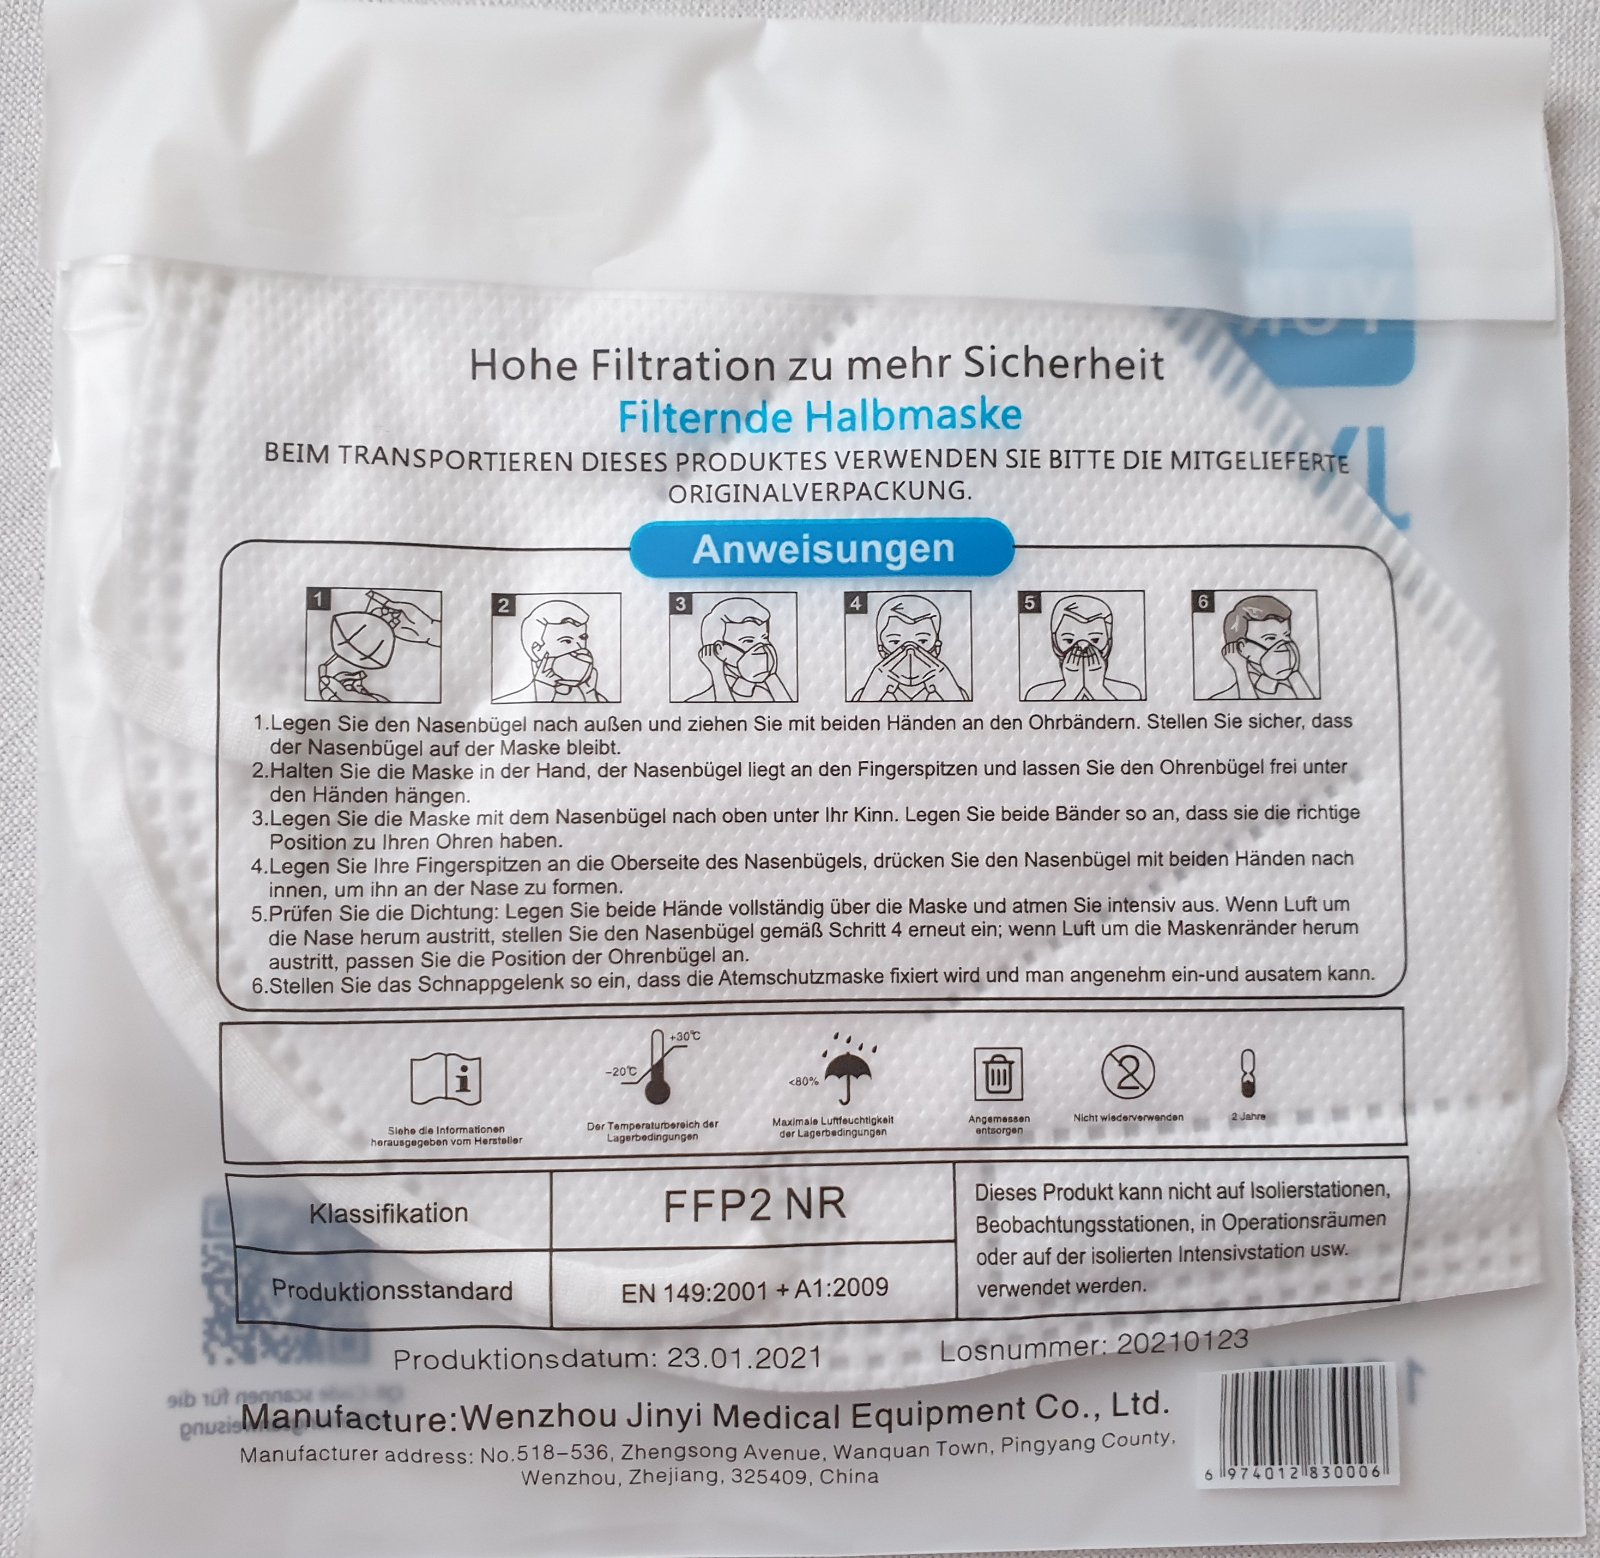 Hohe Filtration zu mehr Sicherheit
Filternde Halbmaske
BEIM TRANSPORTIEREN DIESES PRODUKTES VERWENDEN SIE BITTE DIE MITGELIEFERTE
ORIGINALVERPACKUNG.
Anweisungen
1 2 3 4 5 6
1.Legen Sie den Nasenbügel nach außen und ziehen Sie mit beiden Händen an den Ohrbändern. Stellen Sie sicher, dass
der Nasenbügel auf der Maske bleibt.
2.Halten Sie die Maske in der Hand, der Nasenbügel liegt an den Fingerspitzen und lassen Sie den Ohrenbügel frei unter
den Händen hängen.
3.Legen Sie die Maske mit dem Nasenbügel nach oben unter Ihr Kinn. Legen Sie beide Bänder so an, dass sie die richtige
Position zu Ihren Ohren haben.
4.Legen Sie Ihre Fingerspitzen an die Oberseite des Nasenbügels, drücken Sie den Nasenbügel mit beiden Händen nach
innen, um ihn an der Nase zu formen.
5.Prüfen Sie die Dichtung: Legen Sie beide Hände vollständig über die Maske und atmen Sie intensiv aus. Wenn Luft um
die Nase herum austritt, stellen Sie den Nasenbügel gemäß Schritt 4 erneut ein; wenn Luft um die Maskenränder herum
austritt, passen Sie die Position der Ohrenbügel an.
6.Stellen Sie das Schnappgelenk so ein, dass die Atemschutzmaske fixiert wird und man angenehm ein-und ausatem kann.
+30℃
-20℃
<80%
2
Siehe die Informationen
herausgegeben vom Hersteller
Der Temperaturbereich der
Lagerbedingungen
Maximale Luftfeuchtigkeit
der Lagerbedingungen
Angemessen
entsorgen
Nicht wiederverwenden
2 Jahre
Klassifikation
FFP2 NR
Produktionsstandard
EN 149:2001 + A1:2009
Dieses Produkt kann nicht auf Isolierstationen,
Beobachtungsstationen, in Operationsräumen
oder auf der isolierten Intensivstation usw.
verwendet werden.
Produktionsdatum: 23.01.2021
Losnummer: 20210123
Manufacture:Wenzhou Jinyi Medical Equipment Co., Ltd.
Manufacturer address: No.518-536, Zhengsong Avenue, Wanquan Town, Pingyang County,
Wenzhou, Zhejiang, 325409, China
6 974012 830006